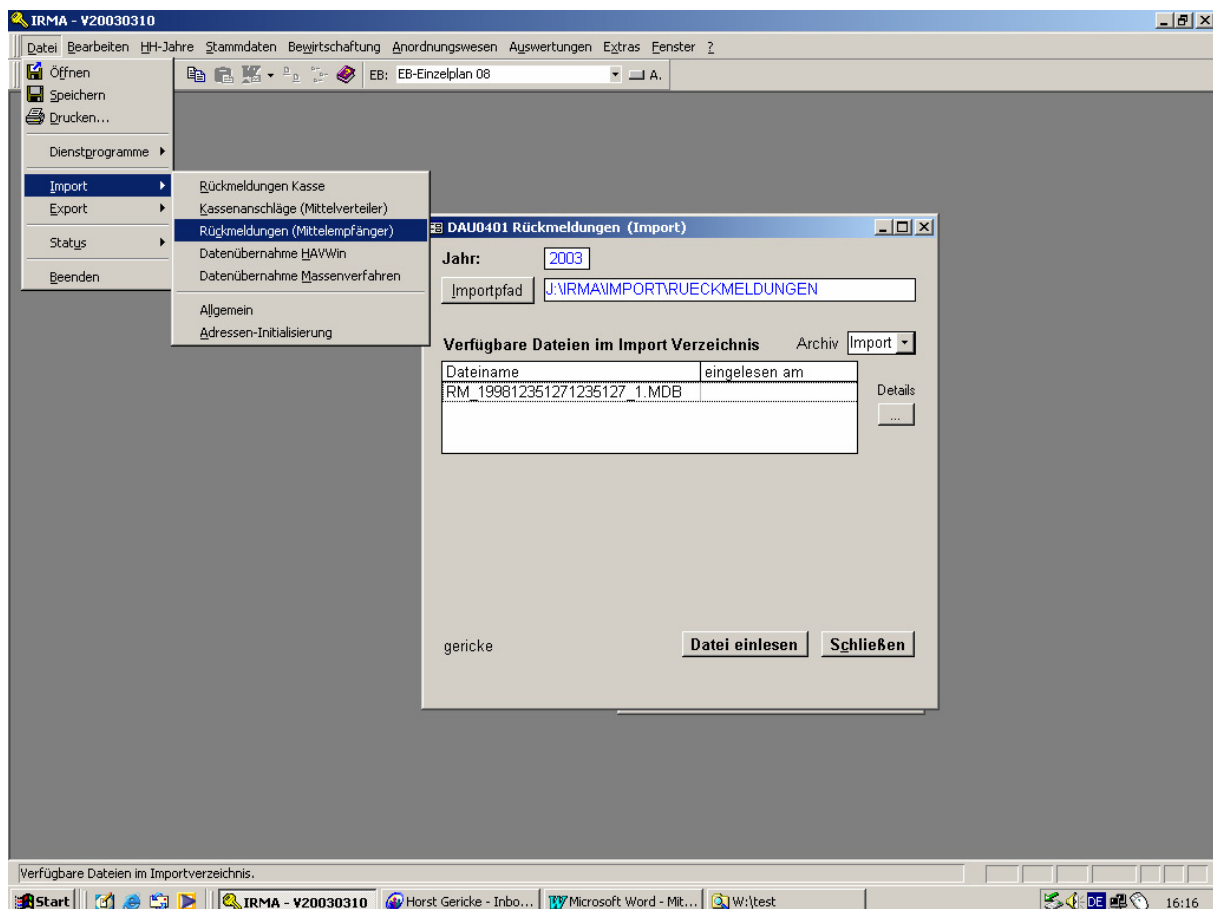 IRMA - V20030310
Datei Bearbeiten HH-Jahre Stammdaten Bewirtschaftung Anordnungswesen Auswertungen Extras Fenster ?
Öffnen
EB: EB-Einzelplan 08 A.
Speichern
Drucken...
Dienstprogramme
Import
Export
Status
Beenden
Rückmeldungen Kasse
Kassenanschläge (Mittelverteiler)
Rückmeldungen (Mittelempfänger)
Datenübernahme HAVWin
Datenübernahme Massenverfahren
Allgemein
Adressen-Initialisierung
DAU0401 Rückmeldungen (Import)
Jahr: 2003
Importpfad J:\IRMA\IMPORT\RUECKMELDUNGEN
Verfügbare Dateien im Import Verzeichnis Archiv Import
Dateiname eingelesen am
RM_199812351271235127_1.MDB
Details
...
gericke Datei einlesen Schließen
Verfügbare Dateien im Importverzeichnis.
Start IRMA - V20030310 Horst Gericke - Inbo... Microsoft Word - Mit... W:\test DE 16:16